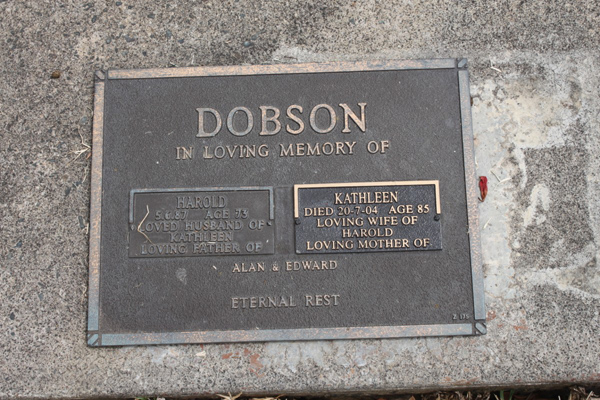 DOBSON
IN LOVING MEMORY OF
HAROLD
5.6.87 AGE 73
LOVED HUSBAND OF
KATHLEEN
LOVING FATHER OF
KATHLEEN
DIED 20-7-04 AGE 85
LOVING WIFE OF
HAROLD
LOVING MOTHER OF
ALAN & EDWARD
ETERNAL REST